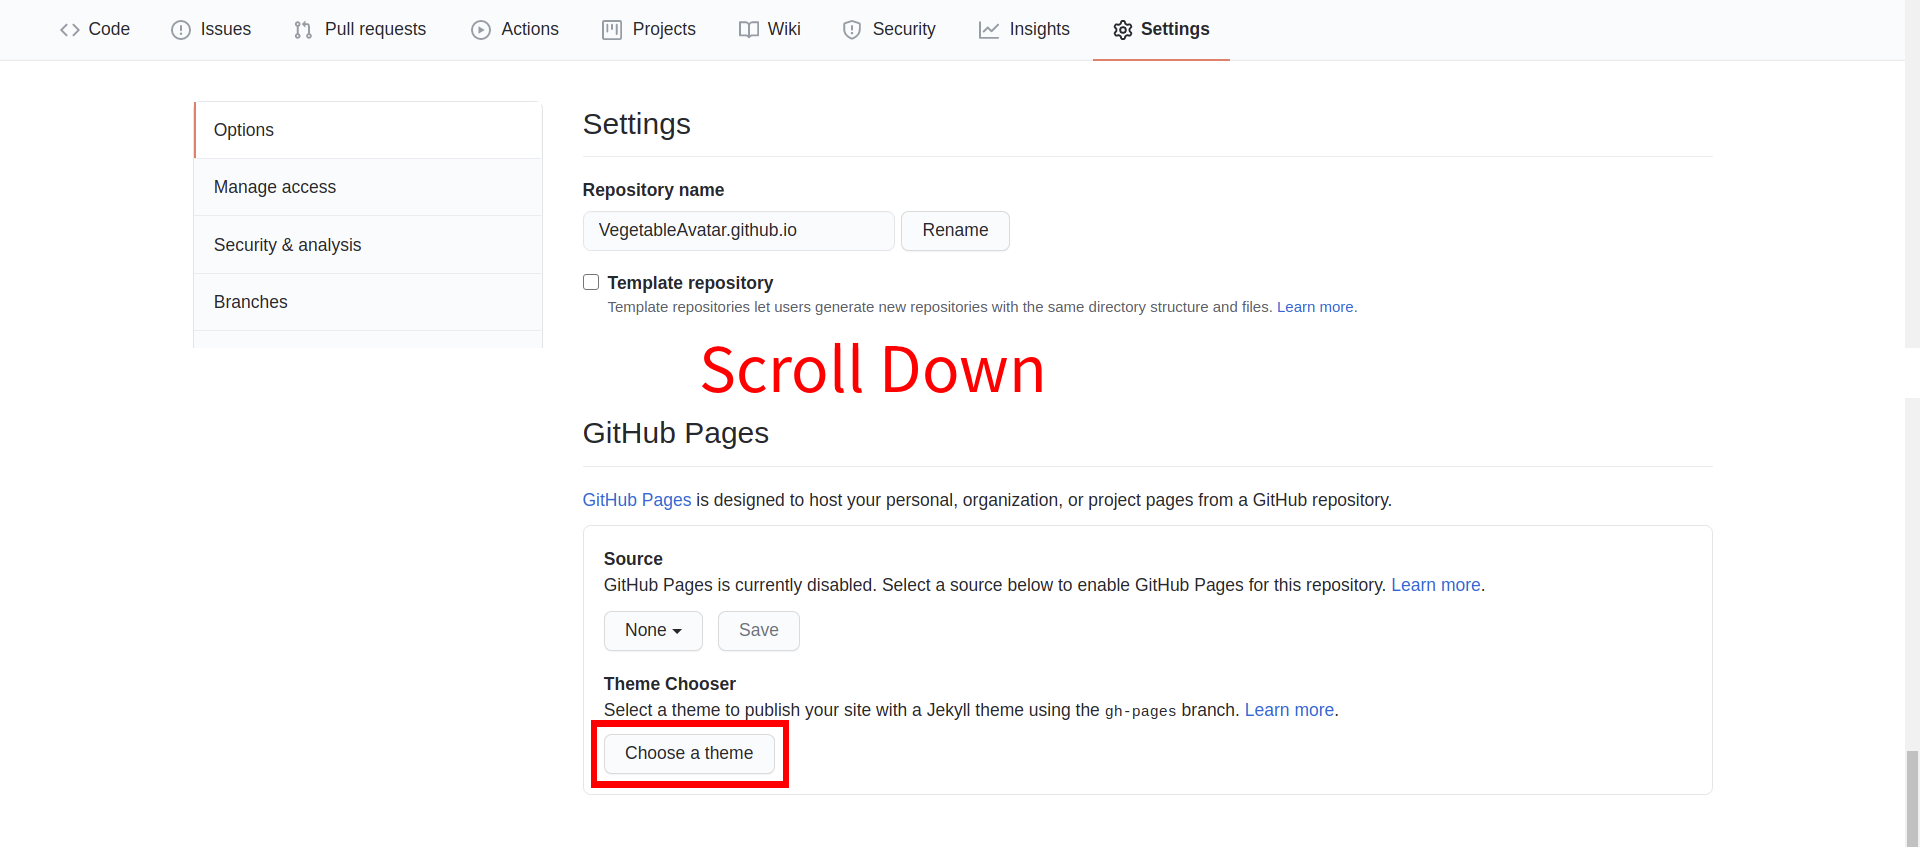 Code Issues Pull requests Actions Projects Wiki Security Insights Settings
Options
Manage access
Security & analysis
Branches
Settings
Repository name
VegetableAvatar.github.io Rename
Template repository
Template repositories let users generate new repositories with the same directory structure and files. Learn more.
Scroll Down
GitHub Pages
GitHub Pages is designed to host your personal, organization, or project pages from a GitHub repository.
Source
GitHub Pages is currently disabled. Select a source below to enable GitHub Pages for this repository. Learn more.
None Save
Theme Chooser
Select a theme to publish your site with a Jekyll theme using the gh-pages branch. Learn more.
Choose a theme